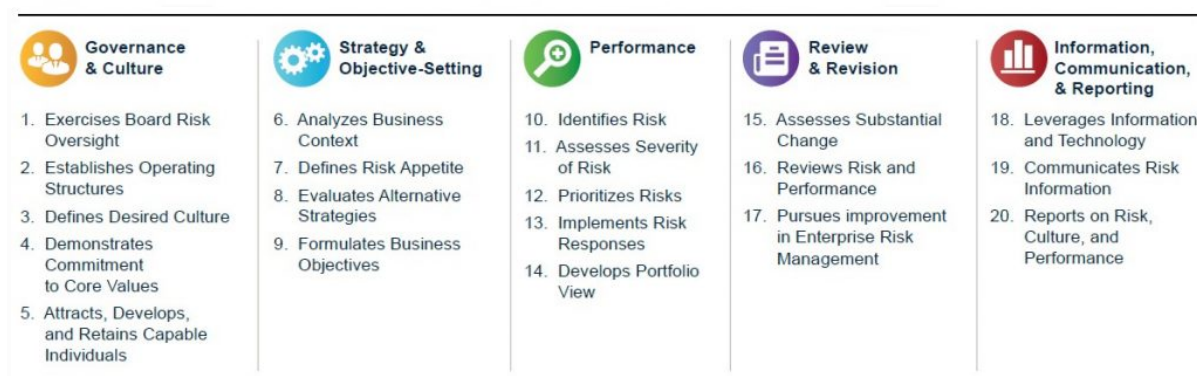 Governance
& Culture
1. Exercises Board Risk
Oversight
2. Establishes Operating
Structures
3. Defines Desired Culture
4. Demonstrates
Commitment
to Core Values
5. Attracts, Develops,
and Retains Capable
Individuals
Strategy &
Objective-Setting
6. Analyzes Business
Context
7. Defines Risk Appetite
8. Evaluates Alternative
Strategies
9. Formulates Business
Objectives
Performance
10. Identifies Risk
11. Assesses Severity
of Risk
12. Prioritizes Risks
13. Implements Risk
Responses
14. Develops Portfolio
View
Review
& Revision
15. Assesses Substantial
Change
16. Reviews Risk and
Performance
17. Pursues improvement
in Enterprise Risk
Management
Information,
Communication,
& Reporting
18. Leverages Information
and Technology
19. Communicates Risk
Information
20. Reports on Risk,
Culture, and
Performance